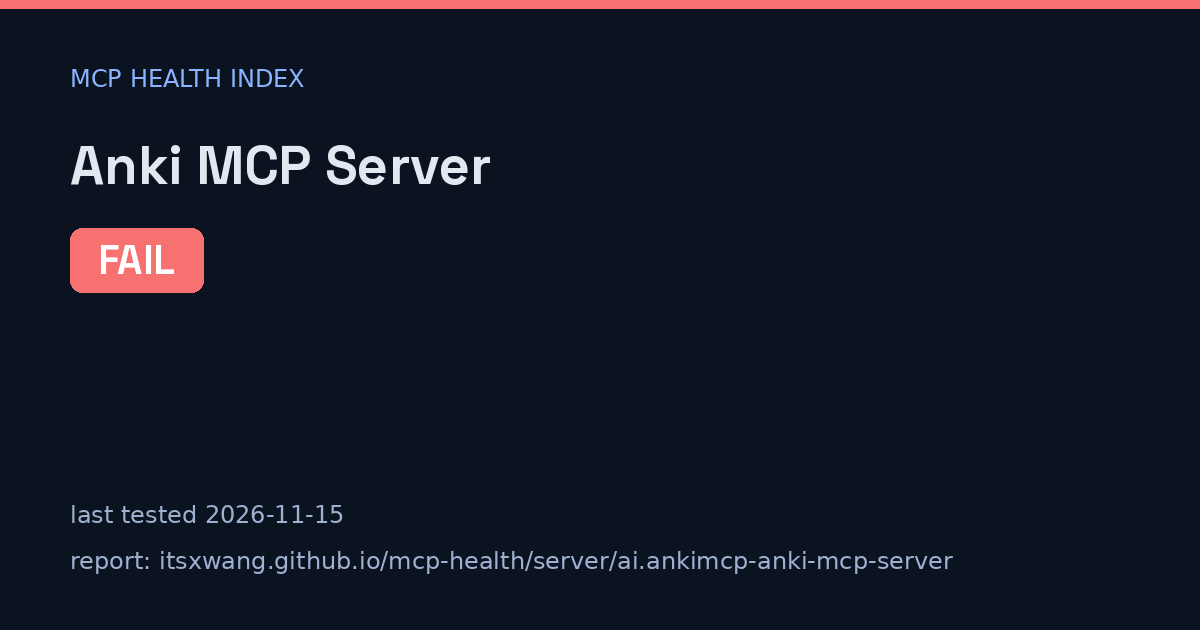 MCP HEALTH INDEX
Anki MCP Server
FAIL
last tested 2026-11-15
report: itsxwang.github.io/mcp-health/server/ai.ankimcp-anki-mcp-server